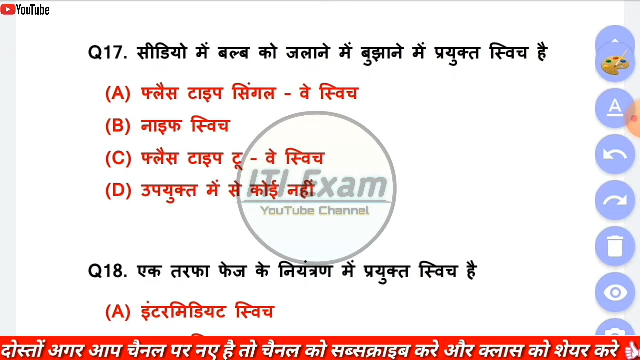 YouTube
Q17. सीडियो में बल्ब को जलाने में बुझाने में प्रयुक्त स्विच है
(A) फ्लैस टाइप सिंगल - वे स्विच
(B) नाइफ स्विच
(C) फ्लैस टाइप टू - वे स्विच
(D) उपयुक्त में से कोई नहीं
ITI Exam
YouTube Channel
Q18. एक तरफा फेज के नियंत्रण में प्रयुक्त स्विच है
(A) इंटरमिडियट स्विच
दोस्तों अगर आप चैनल पर नए है तो चैनल को सब्सक्राइब करे और क्लास को शेयर करे